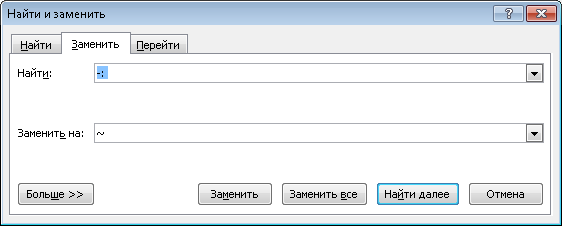 Найти и заменить
Найти Заменить Перейти
Найти: -:
Заменить на: ~
Больше >> Заменить Заменить все Найти далее Отмена